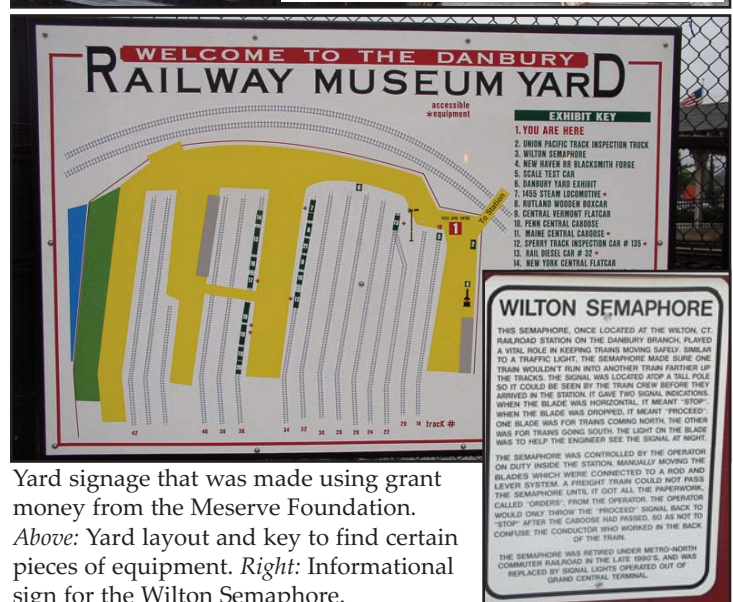 WELCOME TO THE DANBURY
RAILWAY MUSEUM YARD
accessible
*equipment
EXHIBIT KEY
1. YOU ARE HERE
2. UNION PACIFIC TRACK INSPECTION TRUCK
3. WILTON SEMAPHORE
4. NEW HAVEN RR BLACKSMITH FORGE
5. SCALE TEST CAR
6. DANBURY YARD EXHIBIT
7. 1455 STEAM LOCOMOTIVE *
8. RUTLAND WOODEN BOXCAR
9. CENTRAL VERMONT FLATCAR
10. PENN CENTRAL CABOOSE
11. MAINE CENTRAL CABOOSE *
12. SPERRY TRACK INSPECTION CAR # 135 *
13. RAIL DIESEL CAR # 32 *
14. NEW YORK CENTRAL FLATCAR
To Station
YOU ARE HERE
1
42 40 38 36 34 32 30 28 26 24 22 20 18 track #
WILTON SEMAPHORE
THIS SEMAPHORE, ONCE LOCATED AT THE WILTON, CT.
RAILROAD STATION ON THE DANBURY BRANCH, PLAYED
A VITAL ROLE IN KEEPING TRAINS MOVING SAFELY. SIMILAR
TO A TRAFFIC LIGHT, THE SEMAPHORE MADE SURE ONE
TRAIN WOULDN'T RUN INTO ANOTHER TRAIN FARTHER UP
THE TRACKS. THE SIGNAL WAS LOCATED ATOP A TALL POLE
SO IT COULD BE SEEN BY THE TRAIN CREW BEFORE THEY
ARRIVED IN THE STATION. IT GAVE TWO SIGNAL INDICATIONS.
WHEN THE BLADE WAS HORIZONTAL, IT MEANT "STOP".
WHEN THE BLADE WAS DROPPED, IT MEANT "PROCEED".
ONE BLADE WAS FOR TRAINS COMING NORTH, THE OTHER
WAS FOR TRAINS GOING SOUTH. THE LIGHT ON THE BLADE
WAS TO HELP THE ENGINEER SEE THE SIGNAL AT NIGHT.
THE SEMAPHORE WAS CONTROLLED BY THE OPERATOR
ON DUTY INSIDE THE STATION, MANUALLY MOVING THE
BLADES WHICH WERE CONNECTED TO A ROD AND
LEVER SYSTEM. A FREIGHT TRAIN COULD NOT PASS
THE SEMAPHORE UNTIL IT GOT ALL THE PAPERWORK,
CALLED "ORDERS", FROM THE OPERATOR. THE OPERATOR
WOULD ONLY THROW THE "PROCEED" SIGNAL BACK TO
"STOP" AFTER THE CABOOSE HAD PASSED, SO AS NOT TO
CONFUSE THE CONDUCTOR WHO WORKED IN THE BACK
OF THE TRAIN.
THE SEMAPHORE WAS RETIRED UNDER METRO-NORTH
COMMUTER RAILROAD IN THE LATE 1990'S, AND WAS
REPLACED BY SIGNAL LIGHTS OPERATED OUT OF
GRAND CENTRAL TERMINAL.
Yard signage that was made using grant
money from the Meserve Foundation.
Above: Yard layout and key to find certain
pieces of equipment. Right: Informational
sign for the Wilton Semaphore.